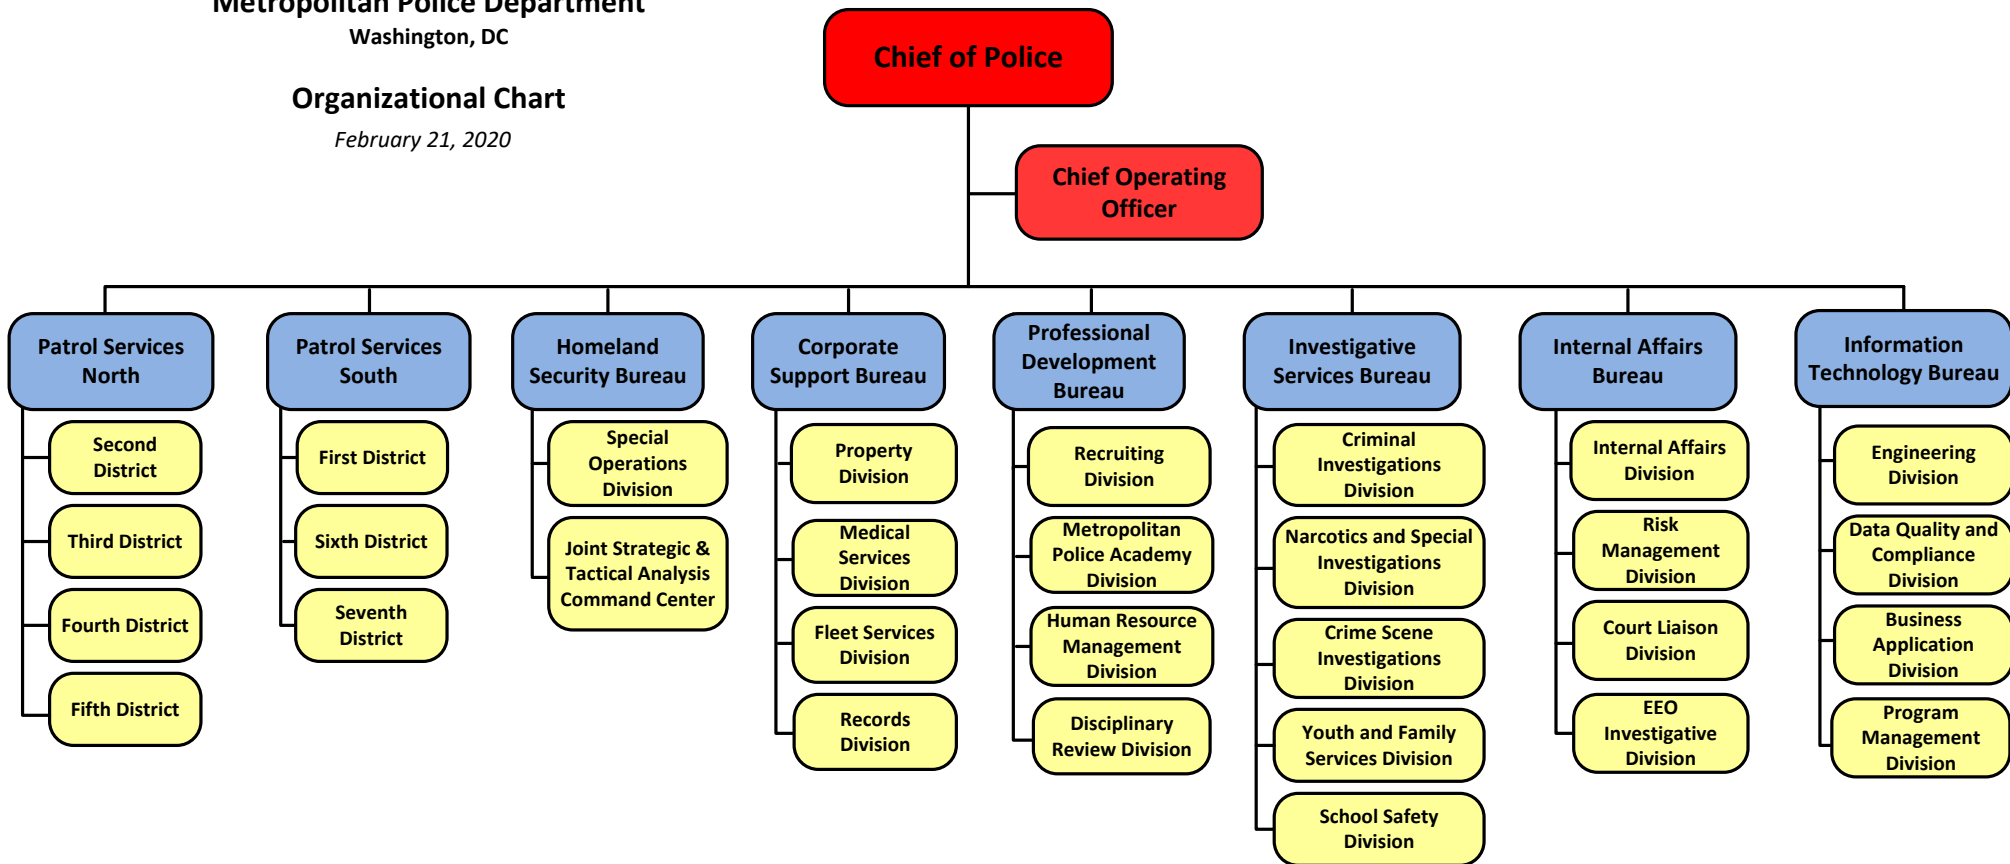 Metropolitan Police Department
Washington, DC
Organizational Chart
February 21, 2020
Chief of Police
Chief Operating
Officer
Patrol Services
North
Second
District
Third District
Fourth District
Fifth District
Patrol Services
South
First District
Sixth District
Seventh
District
Homeland
Security Bureau
Special
Operations
Division
Joint Strategic &
Tactical Analysis
Command Center
Corporate
Support Bureau
Property
Division
Medical
Services
Division
Fleet Services
Division
Records
Division
Professional
Development
Bureau
Recruiting
Division
Metropolitan
Police Academy
Division
Human Resource
Management
Division
Disciplinary
Review Division
Investigative
Services Bureau
Criminal
Investigations
Division
Narcotics and Special
Investigations
Division
Crime Scene
Investigations
Division
Youth and Family
Services Division
School Safety
Division
Internal Affairs
Bureau
Internal Affairs
Division
Risk
Management
Division
Court Liaison
Division
EEO
Investigative
Division
Information
Technology Bureau
Engineering
Division
Data Quality and
Compliance
Division
Business
Application
Division
Program
Management
Division